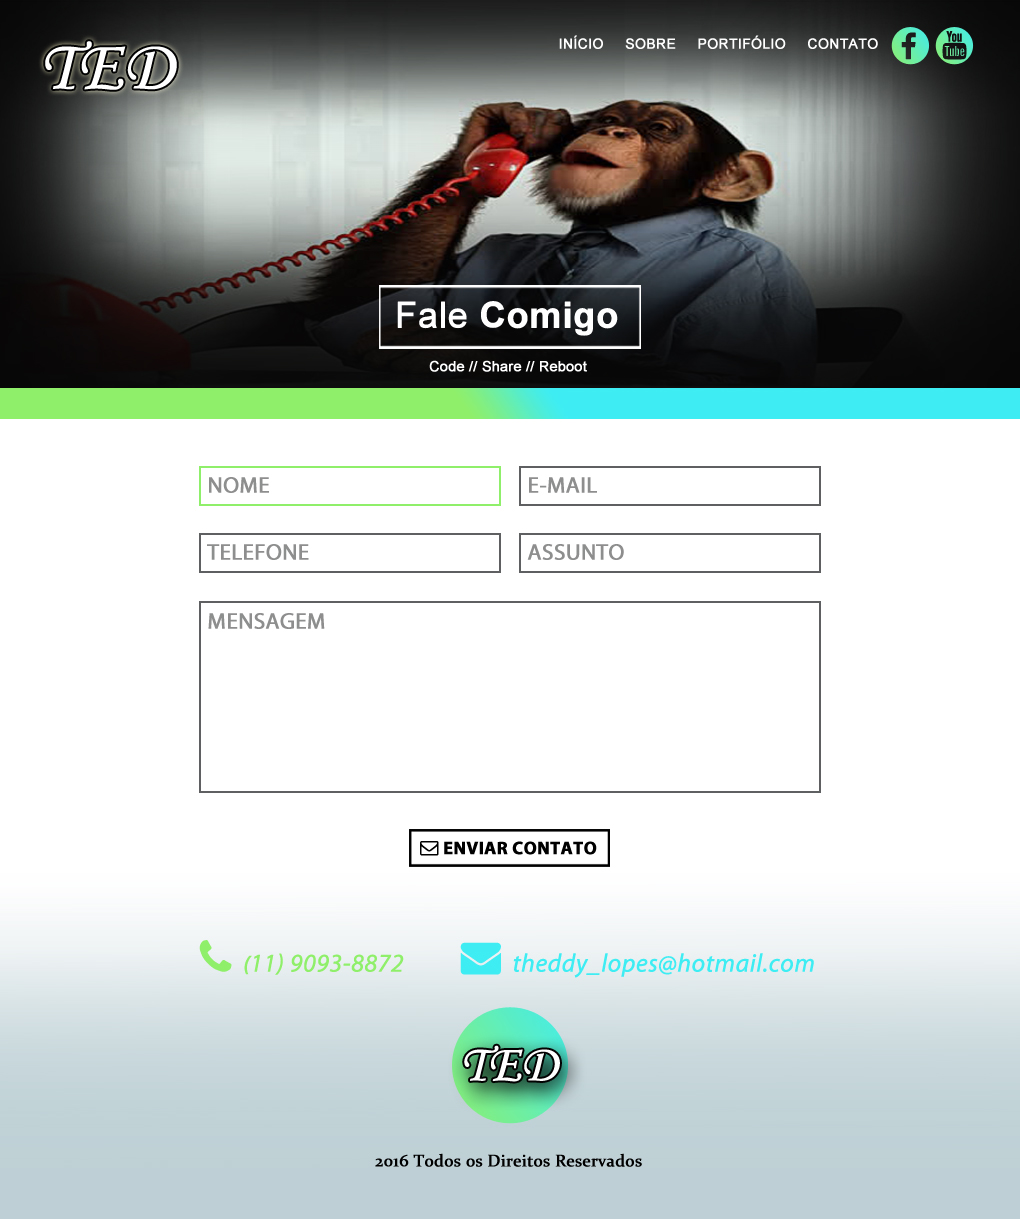 TED
INÍCIO SOBRE PORTIFÓLIO CONTATO
You
Tube
Fale Comigo
Code // Share // Reboot
NOME
E-MAIL
TELEFONE
ASSUNTO
MENSAGEM
ENVIAR CONTATO
(11) 9093-8872
theddy_lopes@hotmail.com
TED
2016 Todos os Direitos Reservados